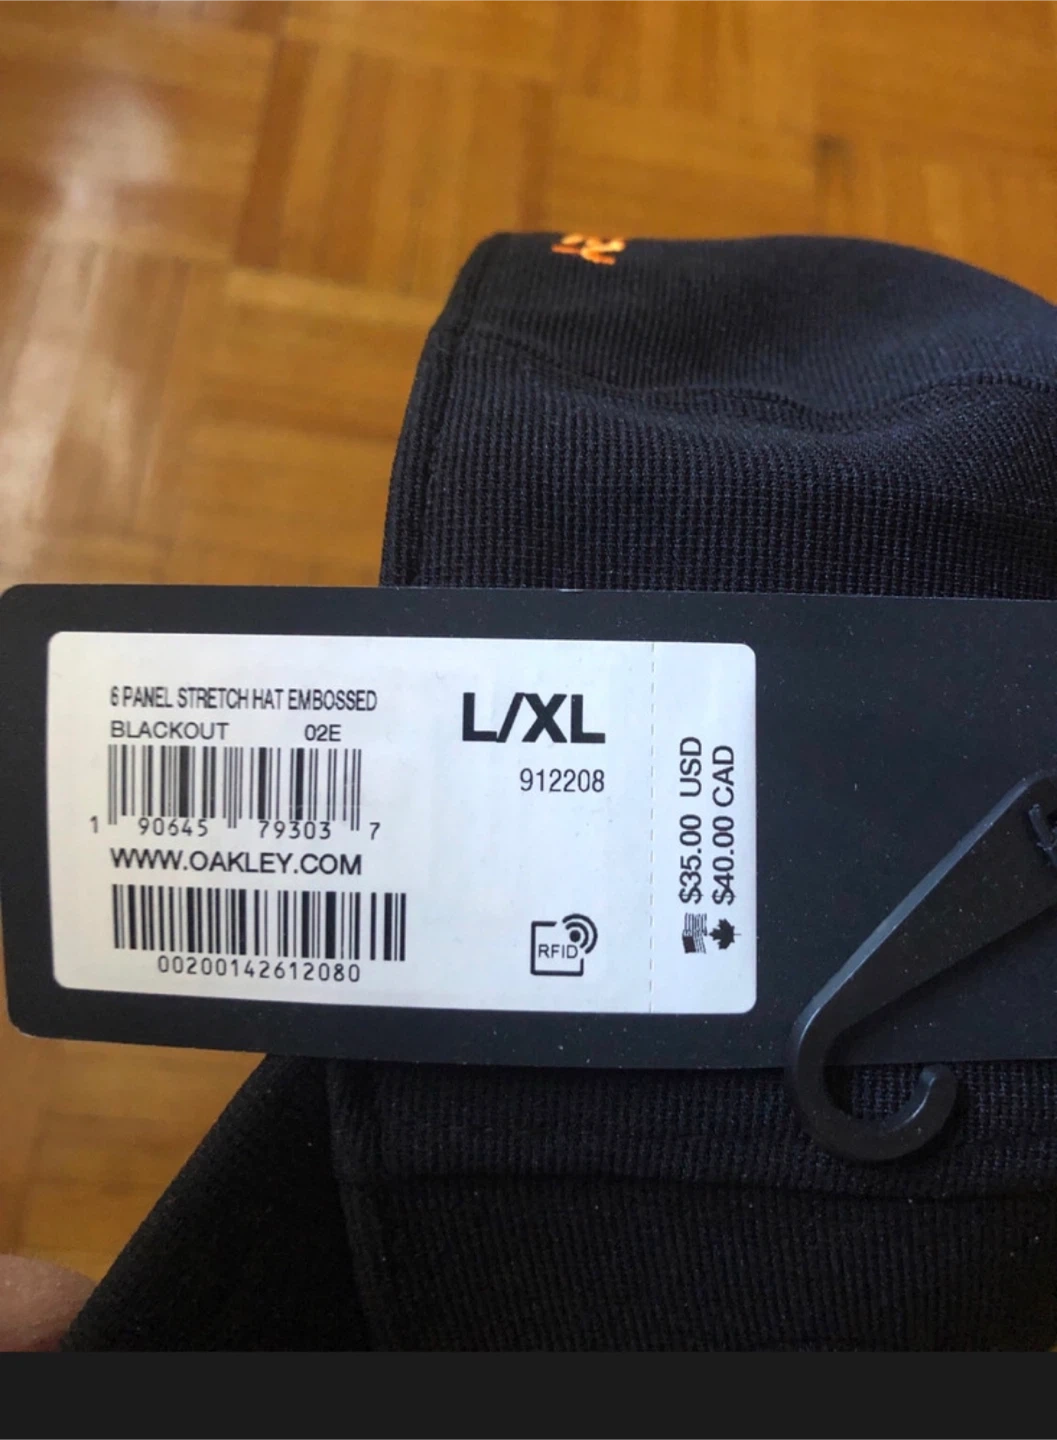 6 PANEL STRETCH HAT EMBOSSED
BLACKOUT 02E
L/XL
912208
1 90645 79303 7
WWW.OAKLEY.COM
00200142612080
RFID
$35.00 USD
$40.00 CAD